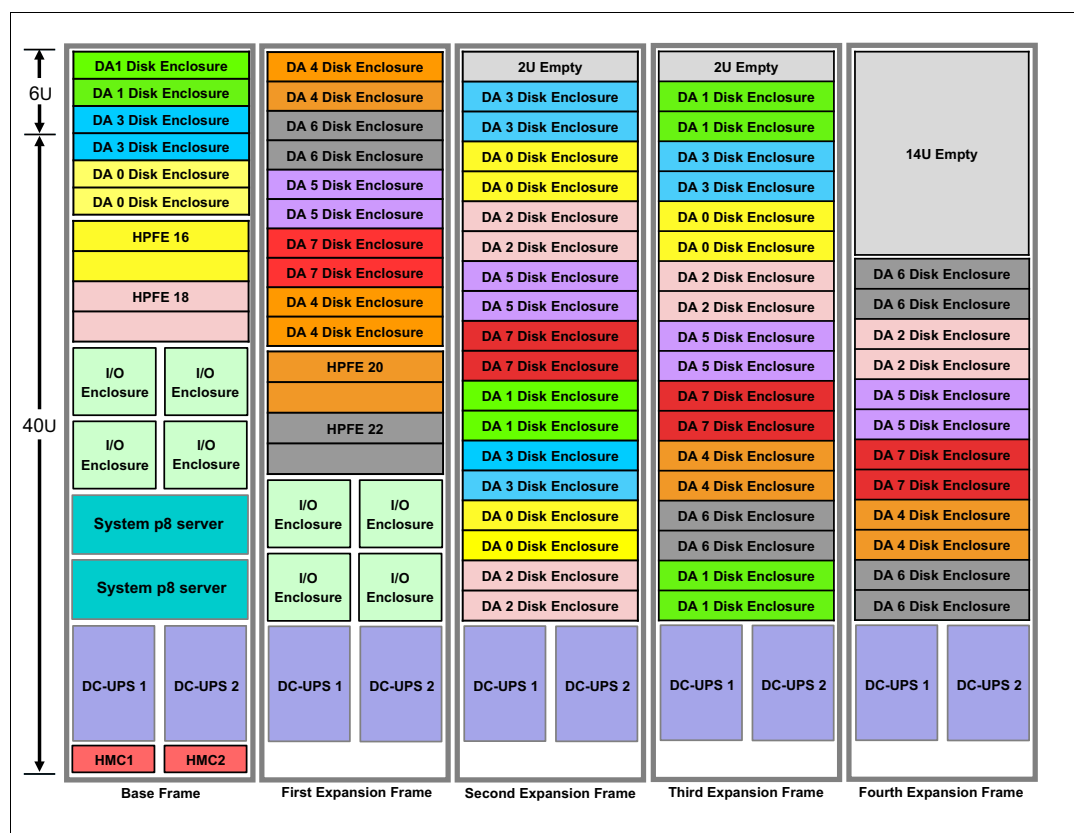 6U
40U
DA1 Disk Enclosure
DA 1 Disk Enclosure
DA 3 Disk Enclosure
DA 3 Disk Enclosure
DA 0 Disk Enclosure
DA 0 Disk Enclosure
HPFE 16
HPFE 18
I/O
Enclosure
I/O
Enclosure
I/O
Enclosure
I/O
Enclosure
System p8 server
System p8 server
DC-UPS 1
DC-UPS 2
HMC1
HMC2
Base Frame
DA 4 Disk Enclosure
DA 4 Disk Enclosure
DA 6 Disk Enclosure
DA 6 Disk Enclosure
DA 5 Disk Enclosure
DA 5 Disk Enclosure
DA 7 Disk Enclosure
DA 7 Disk Enclosure
DA 4 Disk Enclosure
DA 4 Disk Enclosure
HPFE 20
HPFE 22
I/O
Enclosure
I/O
Enclosure
I/O
Enclosure
I/O
Enclosure
DC-UPS 1
DC-UPS 2
First Expansion Frame
2U Empty
DA 3 Disk Enclosure
DA 3 Disk Enclosure
DA 0 Disk Enclosure
DA 0 Disk Enclosure
DA 2 Disk Enclosure
DA 2 Disk Enclosure
DA 5 Disk Enclosure
DA 5 Disk Enclosure
DA 7 Disk Enclosure
DA 7 Disk Enclosure
DA 1 Disk Enclosure
DA 1 Disk Enclosure
DA 3 Disk Enclosure
DA 3 Disk Enclosure
DA 0 Disk Enclosure
DA 0 Disk Enclosure
DA 2 Disk Enclosure
DA 2 Disk Enclosure
DC-UPS 1
DC-UPS 2
Second Expansion Frame
2U Empty
DA 1 Disk Enclosure
DA 1 Disk Enclosure
DA 3 Disk Enclosure
DA 3 Disk Enclosure
DA 0 Disk Enclosure
DA 0 Disk Enclosure
DA 2 Disk Enclosure
DA 2 Disk Enclosure
DA 5 Disk Enclosure
DA 5 Disk Enclosure
DA 7 Disk Enclosure
DA 7 Disk Enclosure
DA 4 Disk Enclosure
DA 4 Disk Enclosure
DA 6 Disk Enclosure
DA 6 Disk Enclosure
DA 1 Disk Enclosure
DA 1 Disk Enclosure
DC-UPS 1
DC-UPS 2
Third Expansion Frame
14U Empty
DA 6 Disk Enclosure
DA 6 Disk Enclosure
DA 2 Disk Enclosure
DA 2 Disk Enclosure
DA 5 Disk Enclosure
DA 5 Disk Enclosure
DA 7 Disk Enclosure
DA 7 Disk Enclosure
DA 4 Disk Enclosure
DA 4 Disk Enclosure
DA 6 Disk Enclosure
DA 6 Disk Enclosure
DC-UPS 1
DC-UPS 2
Fourth Expansion Frame